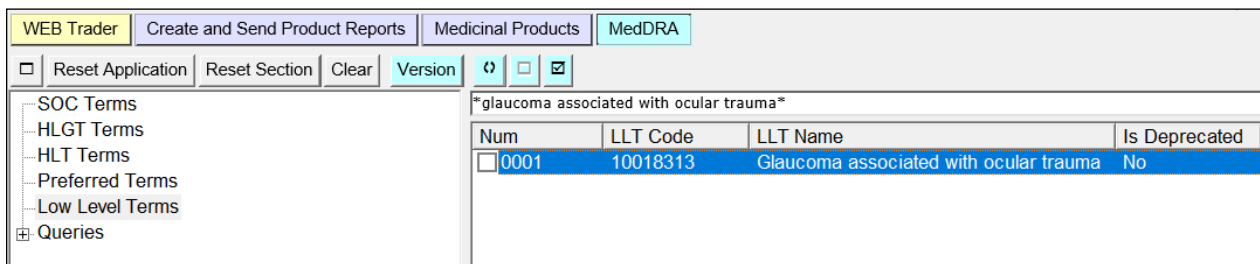 WEB Trader Create and Send Product Reports Medicinal Products MedDRA
Reset Application Reset Section Clear Version
SOC Terms
HLGT Terms
HLT Terms
Preferred Terms
Low Level Terms
Queries
*glaucoma associated with ocular trauma*
Num LLT Code LLT Name Is Deprecated
0001 10018313 Glaucoma associated with ocular trauma No